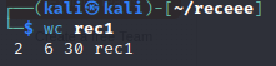 ┌──(kali㉿kali)-[~/receee]
└─$ wc rec1
2 6 30 rec1